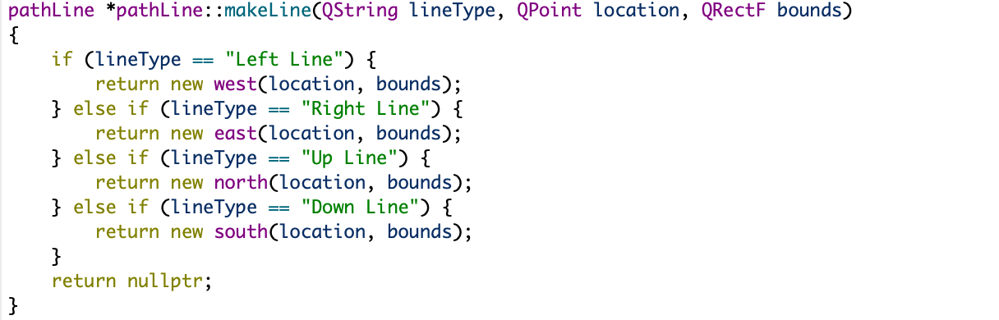 pathLine *pathLine::makeLine(QString lineType, QPoint location, QRectF bounds)
{
    if (lineType == "Left Line") {
        return new west(location, bounds);
    } else if (lineType == "Right Line") {
        return new east(location, bounds);
    } else if (lineType == "Up Line") {
        return new north(location, bounds);
    } else if (lineType == "Down Line") {
        return new south(location, bounds);
    }
    return nullptr;
}